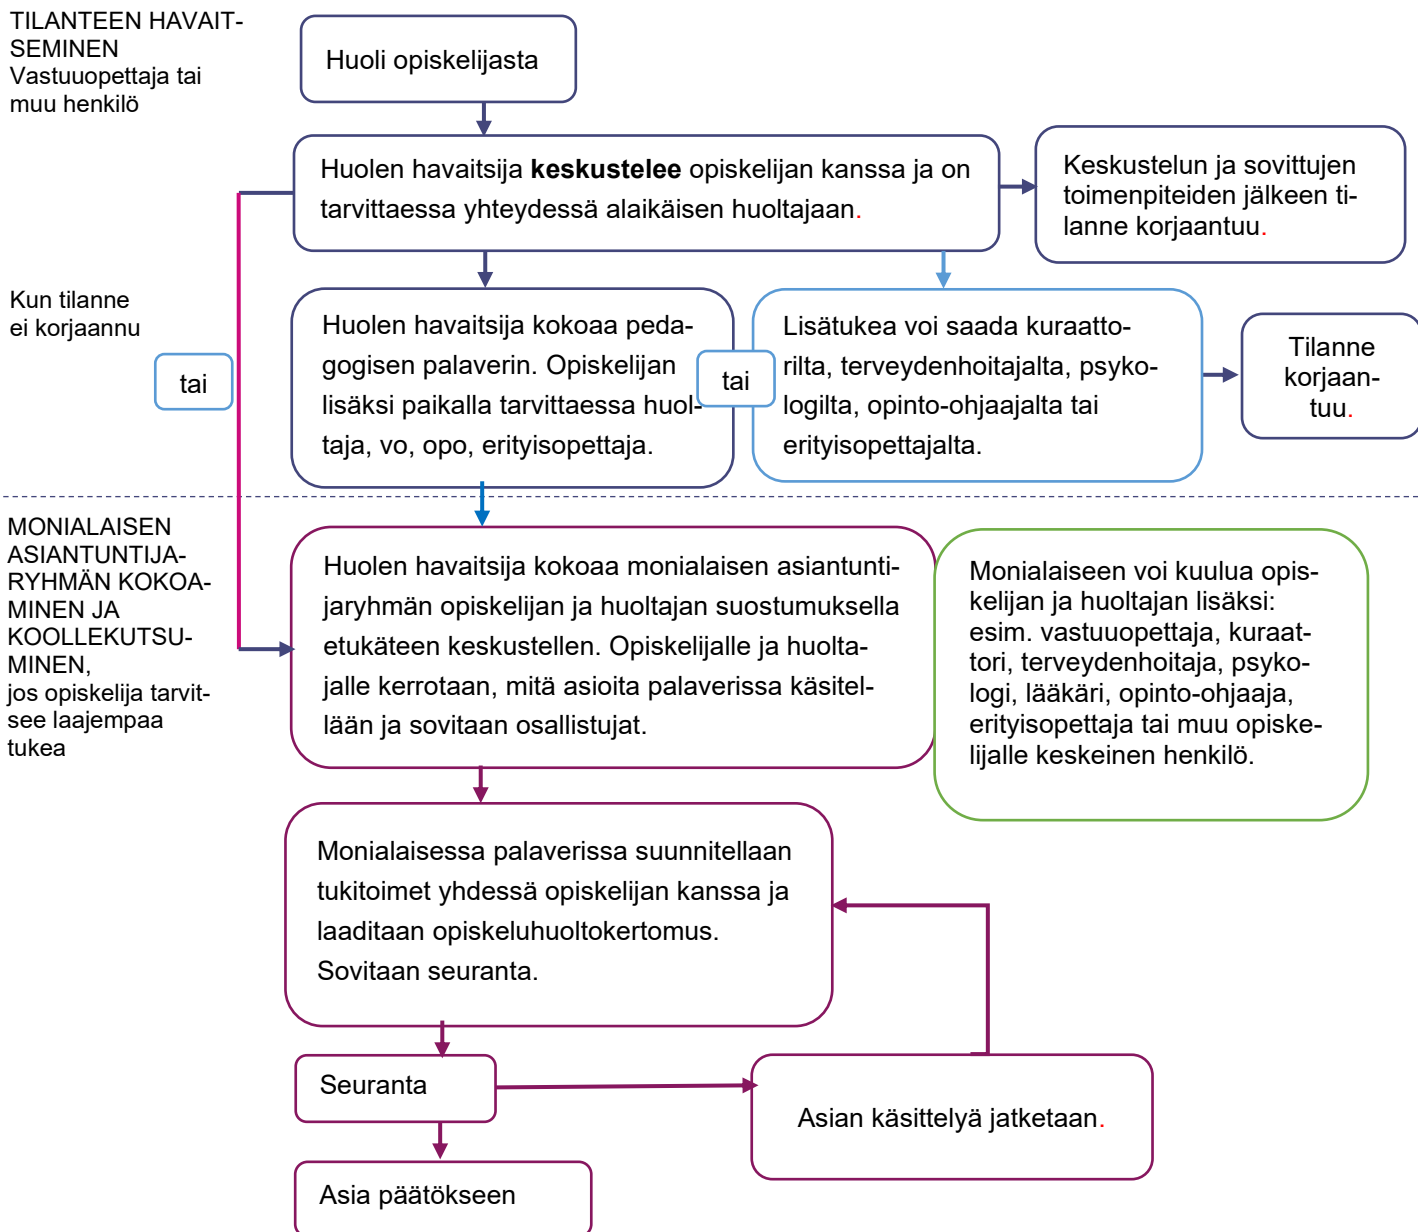 TILANTEEN HAVAIT-
SEMINEN
Vastuuopettaja tai
muu henkilö
Huoli opiskelijasta
Huolen havaitsija keskustelee opiskelijan kanssa ja on
tarvittaessa yhteydessä alaikäisen huoltajaan.
Keskustelun ja sovittujen
toimenpiteiden jälkeen ti-
lanne korjaantuu.
Kun tilanne
ei korjaannu
tai
Huolen havaitsija kokoaa peda-
gogisen palaverin. Opiskelijan
lisäksi paikalla tarvittaessa huol-
taja, vo, opo, erityisopettaja.
tai
Lisätukea voi saada kuraatto-
rilta, terveydenhoitajalta, psyko-
logilta, opinto-ohjaajalta tai
erityisopettajalta.
Tilanne
korjaan-
tuu.
MONIALAISEN
ASIANTUNTIJA-
RYHMÄN KOKOA-
MINEN JA
KOOLLEKUTSU-
MINEN,
jos opiskelija tarvit-
see laajempaa
tukea
Huolen havaitsija kokoaa monialaisen asiantunti-
jaryhmän opiskelijan ja huoltajan suostumuksella
etukäteen keskustellen. Opiskelijalle ja huolta-
jalle kerrotaan, mitä asioita palaverissa käsitel-
lään ja sovitaan osallistujat.
Monialaiseen voi kuulua opis-
kelijan ja huoltajan lisäksi:
esim. vastuuopettaja, kuraat-
tori, terveydenhoitaja, psyko-
logi, lääkäri, opinto-ohjaaja,
erityisopettaja tai muu opiske-
lijalle keskeinen henkilö.
Monialaisessa palaverissa suunnitellaan
tukitoimet yhdessä opiskelijan kanssa ja
laaditaan opiskeluhuoltokertomus.
Sovitaan seuranta.
Seuranta
Asian käsittelyä jatketaan.
Asia päätökseen